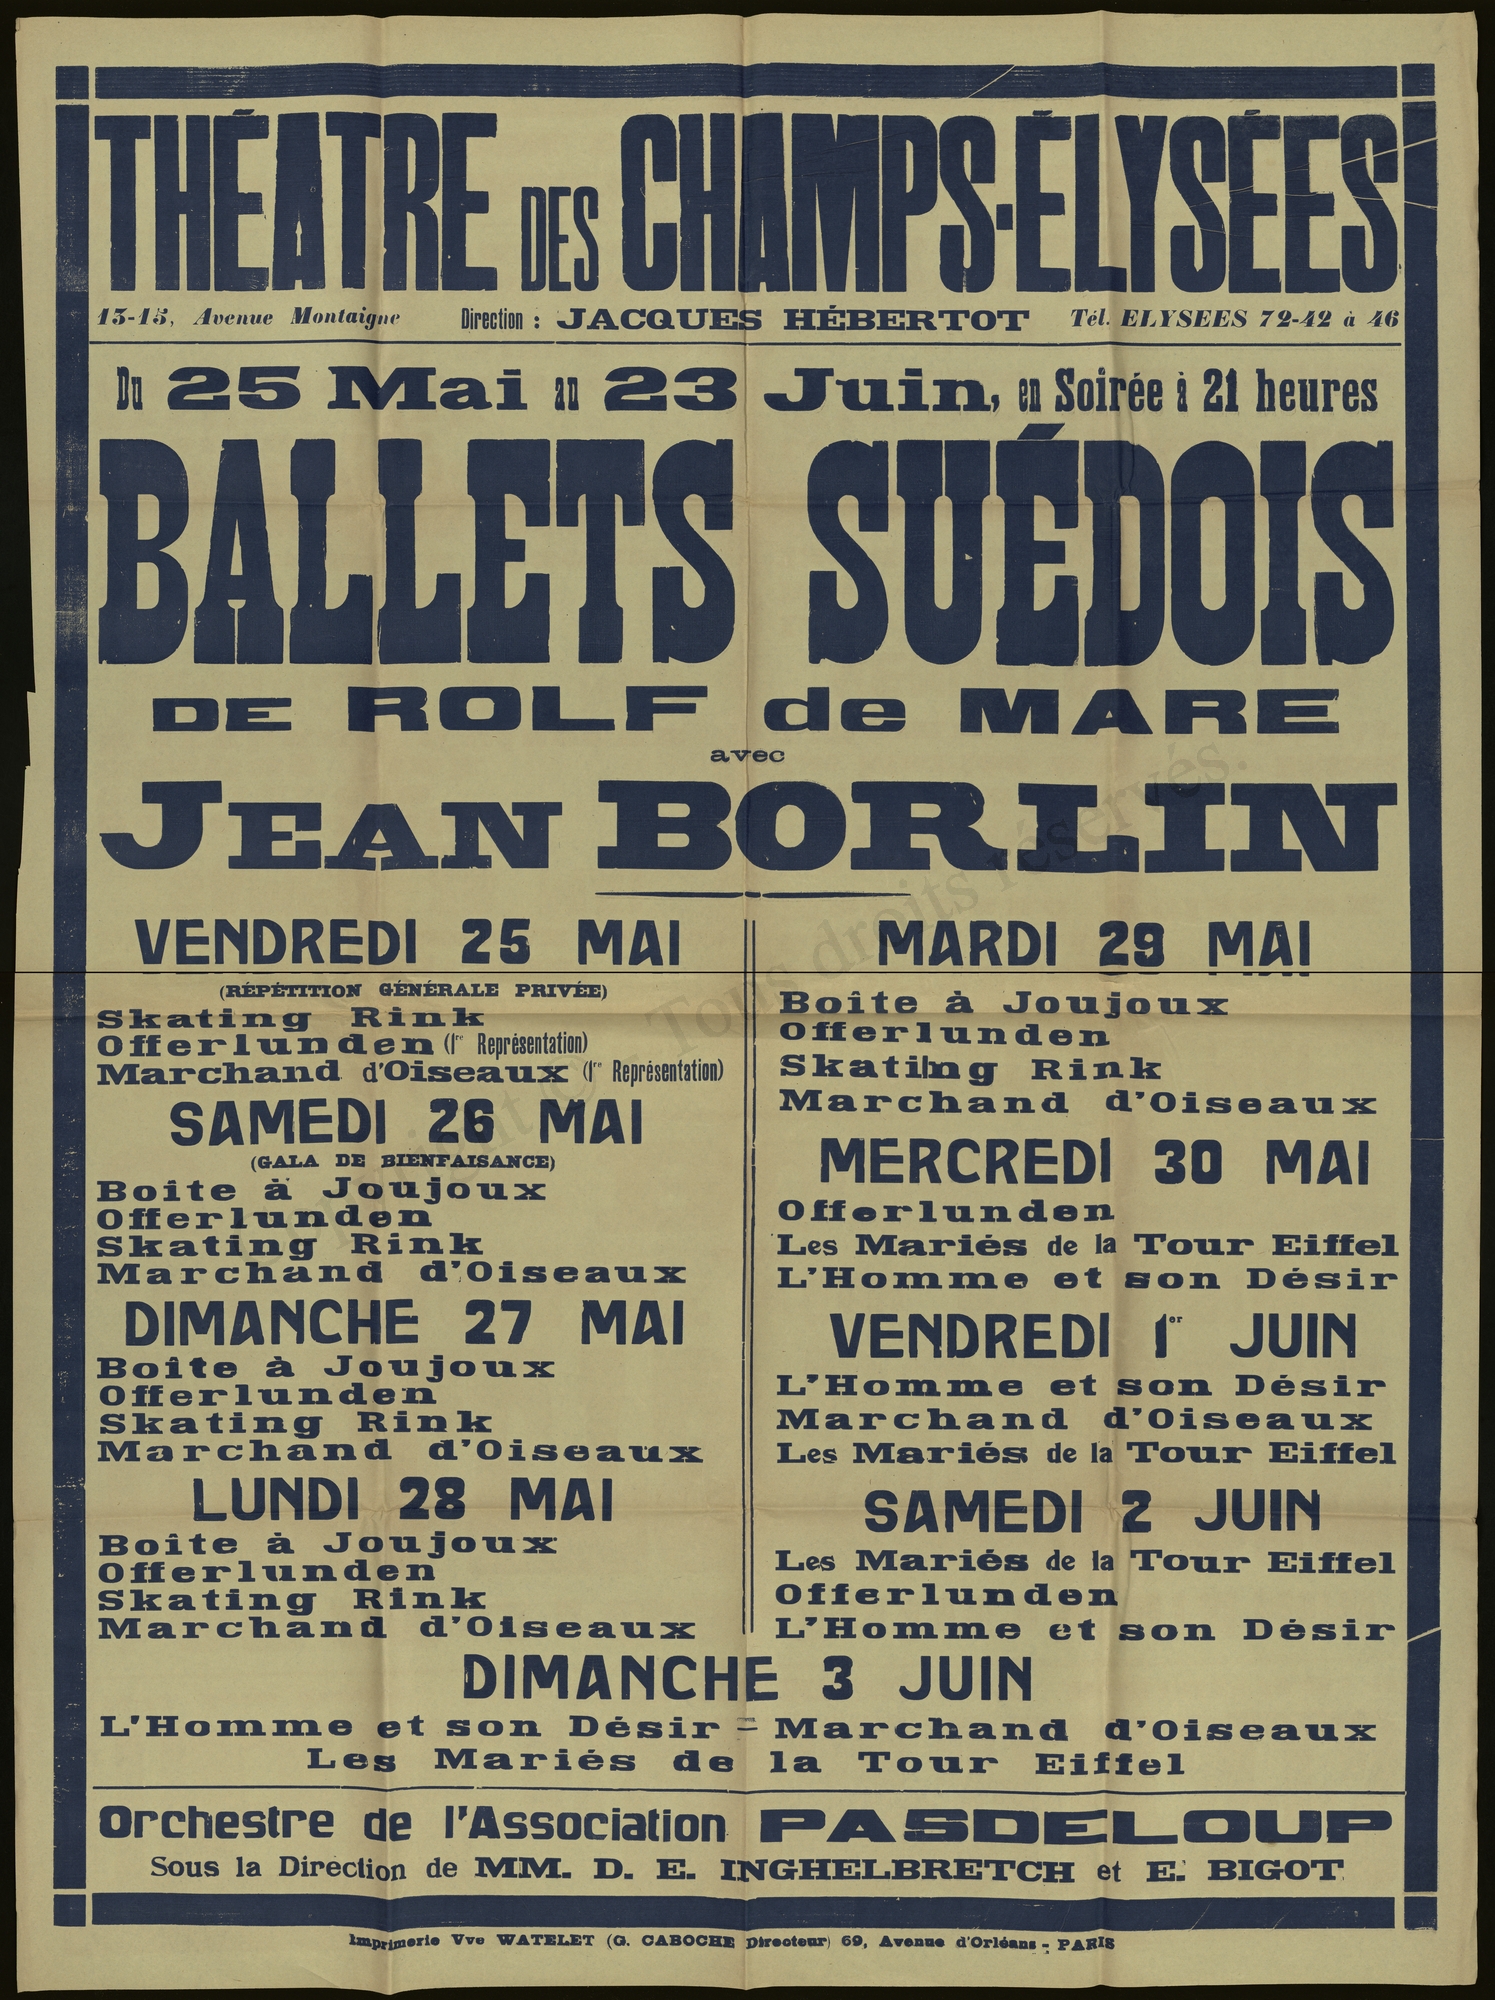 THÉATRE DES CHAMPS-ÉLYSÉES
13-15, Avenue Montaigne Direction : JACQUES HÉBERTOT Tél. ELYSEES 72-42 à 46
Du 25 Mai au 23 Juin, en Soirée à 21 heures
BALLETS SUÉDOIS
DE ROLF de MARE
avec
JEAN BORLIN
VENDREDI 25 MAI
(RÉPÉTITION GÉNÉRALE PRIVÉE)
Skating Rink
Offerlunden (1re Représentation)
Marchand d'Oiseaux (1re Représentation)
SAMEDI 26 MAI
(GALA DE BIENFAISANCE)
Boîte à Joujoux
Offerlunden
Skating Rink
Marchand d'Oiseaux
DIMANCHE 27 MAI
Boîte à Joujoux
Offerlunden
Skating Rink
Marchand d'Oiseaux
LUNDI 28 MAI
Boîte à Joujoux
Offerlunden
Skating Rink
Marchand d'Oiseaux
MARDI 29 MAI
Boîte à Joujoux
Offerlunden
Skating Rink
Marchand d'Oiseaux
MERCREDI 30 MAI
Offerlunden
Les Mariés de la Tour Eiffel
L'Homme et son Désir
VENDREDI 1er JUIN
L'Homme et son Désir
Marchand d'Oiseaux
Les Mariés de la Tour Eiffel
SAMEDI 2 JUIN
Les Mariés de la Tour Eiffel
Offerlunden
L'Homme et son Désir
DIMANCHE 3 JUIN
L'Homme et son Désir = Marchand d'Oiseaux
Les Mariés de la Tour Eiffel
Orchestre de l'Association PASDELOUP
Sous la Direction de MM. D. E. INGHELBRETCH et E. BIGOT
Imprimerie Vve WATELET (G. CABOCHE Directeur) 69, Avenue d'Orléans - PARIS
Copyright © - Tous droits réservés.